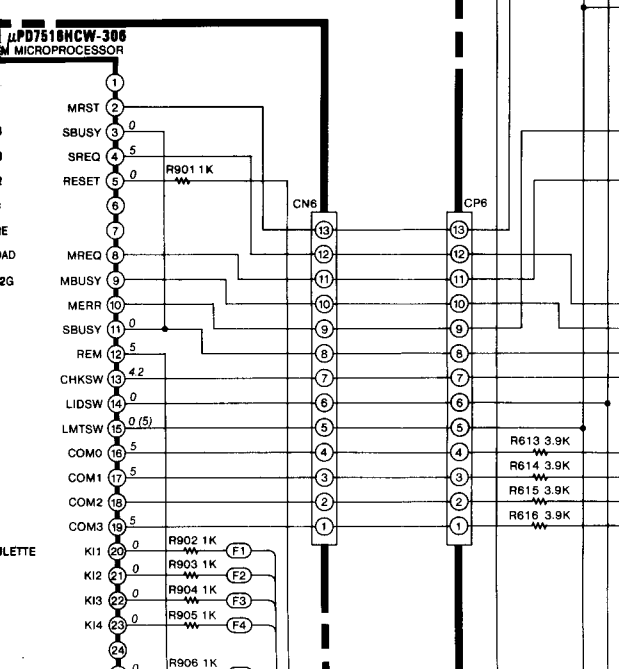 μPD7516HCW-306
M MICROPROCESSOR
1
MRST 2
SBUSY 3 0
SREQ 4 5
RESET 5 0 R901 1K
6
CN6 CP6
7 13 13
RE
MREQ 8 12 12
OAD
MBUSY 9 11 11
2G
MERR 10 10 10
SBUSY 11 0 9 9
REM 12 5 8 8
CHKSW 13 4.2 7 7
LIDSW 14 0 6 6
LMTSW 15 0 (5) 5 5
COM0 16 5 4 4 R613 3.9K
COM1 17 5 3 3 R614 3.9K
COM2 18 2 2 R615 3.9K
COM3 19 5 1 1 R616 3.9K
ULETTE KI1 20 0 R902 1K F1
KI2 21 0 R903 1K F2
KI3 22 0 R904 1K F3
KI4 23 0 R905 1K F4
24
0 R906 1K